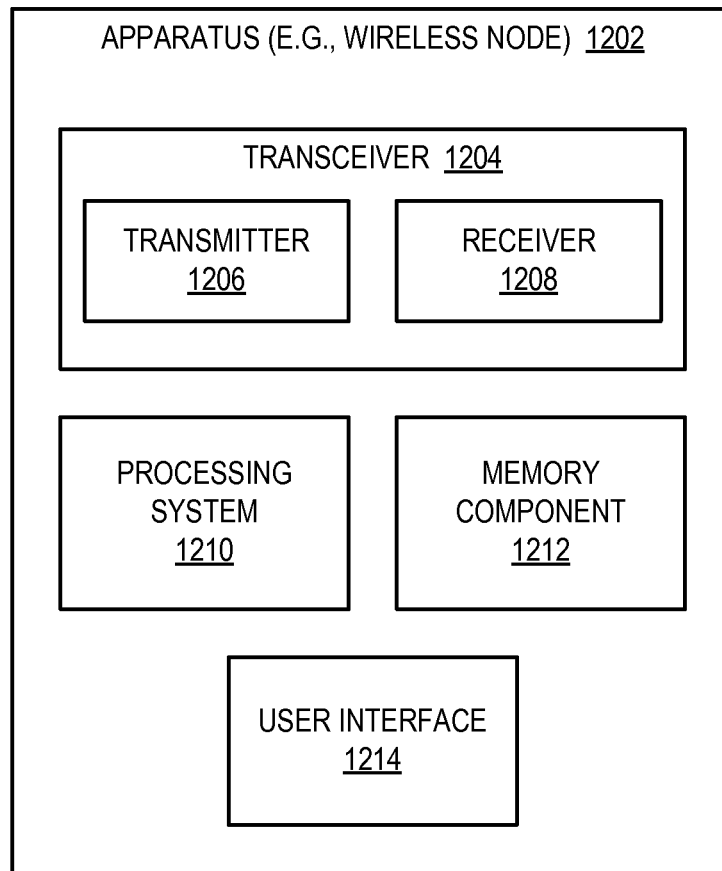 APPARATUS (E.G., WIRELESS NODE) 1202
TRANSCEIVER 1204
TRANSMITTER
1206
RECEIVER
1208
PROCESSING
SYSTEM
1210
MEMORY
COMPONENT
1212
USER INTERFACE
1214